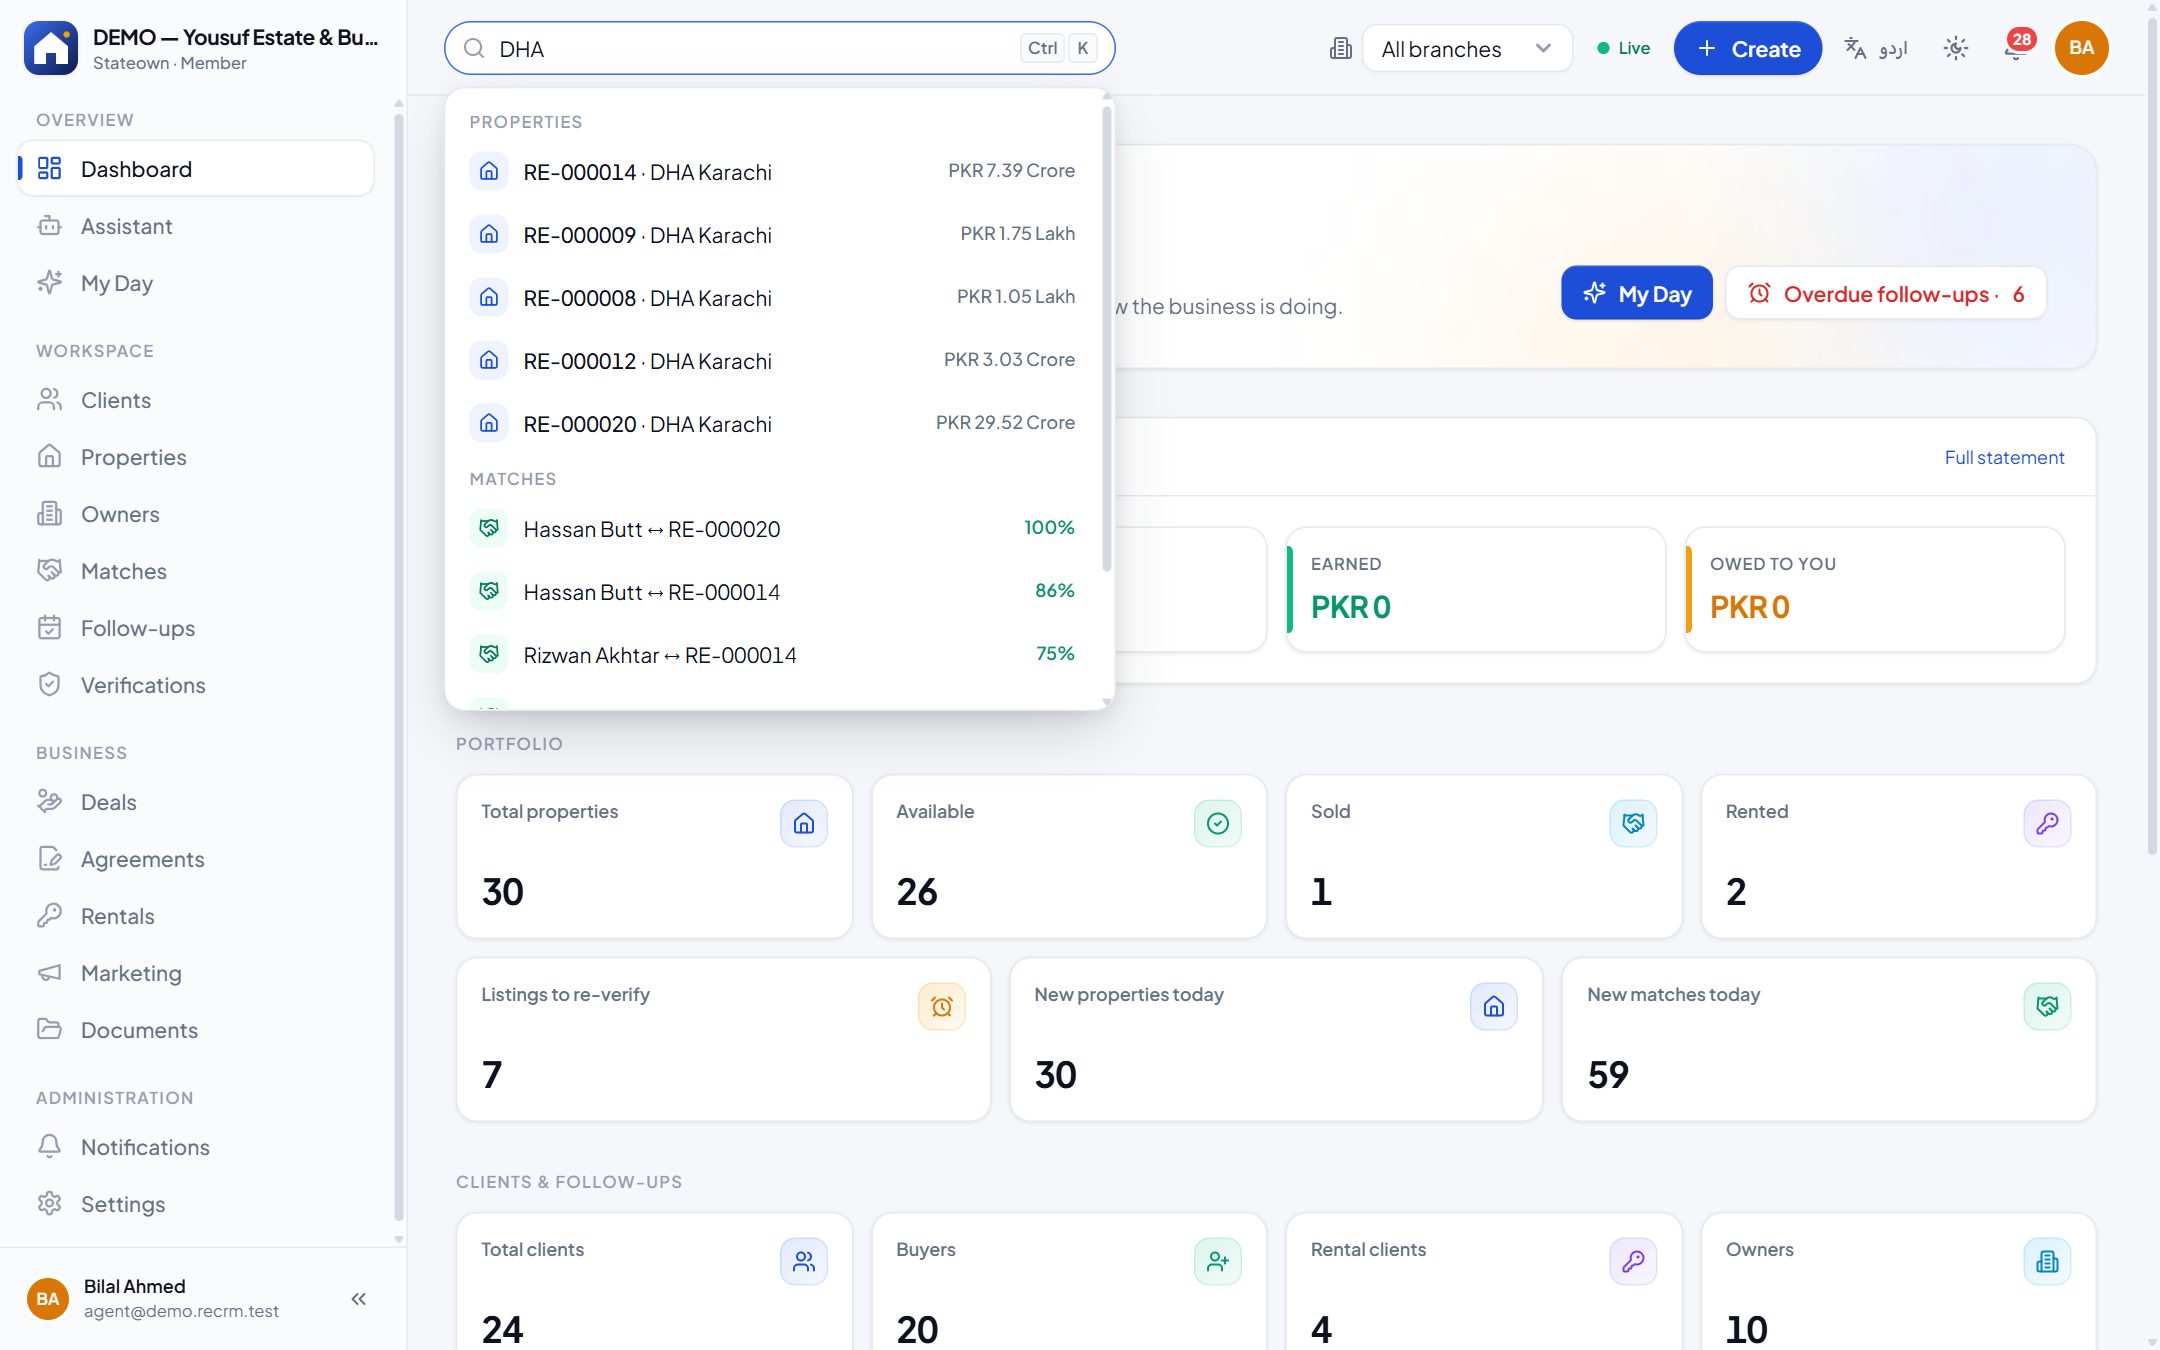 DEMO — Yousuf Estate & Bu...
Stateown · Member
OVERVIEW
Dashboard
Assistant
My Day
WORKSPACE
Clients
Properties
Owners
Matches
Follow-ups
Verifications
BUSINESS
Deals
Agreements
Rentals
Marketing
Documents
ADMINISTRATION
Notifications
Settings
BA
Bilal Ahmed
agent@demo.recrm.test
DHA
Ctrl K
All branches
Live
Create
اردو
28
BA
PROPERTIES
RE-000014 · DHA Karachi PKR 7.39 Crore
RE-000009 · DHA Karachi PKR 1.75 Lakh
RE-000008 · DHA Karachi PKR 1.05 Lakh
RE-000012 · DHA Karachi PKR 3.03 Crore
RE-000020 · DHA Karachi PKR 29.52 Crore
MATCHES
Hassan Butt ↔ RE-000020 100%
Hassan Butt ↔ RE-000014 86%
Rizwan Akhtar ↔ RE-000014 75%
the business is doing.
My Day
Overdue follow-ups · 6
Full statement
EARNED
PKR 0
OWED TO YOU
PKR 0
PORTFOLIO
Total properties
30
Available
26
Sold
1
Rented
2
Listings to re-verify
7
New properties today
30
New matches today
59
CLIENTS & FOLLOW-UPS
Total clients
24
Buyers
20
Rental clients
4
Owners
10